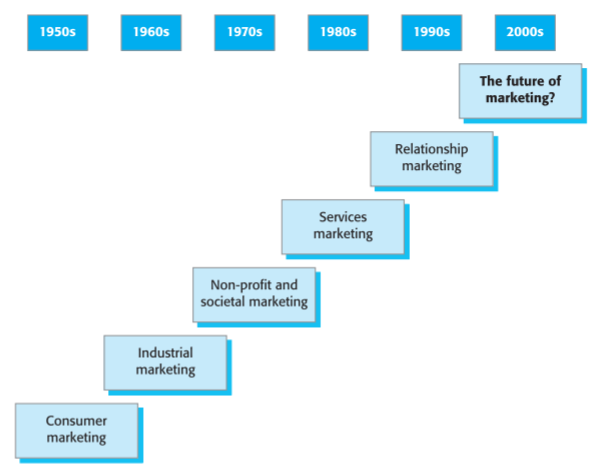 1950s
1960s
1970s
1980s
1990s
2000s
The future of
marketing?
Relationship
marketing
Services
marketing
Non-profit and
societal marketing
Industrial
marketing
Consumer
marketing